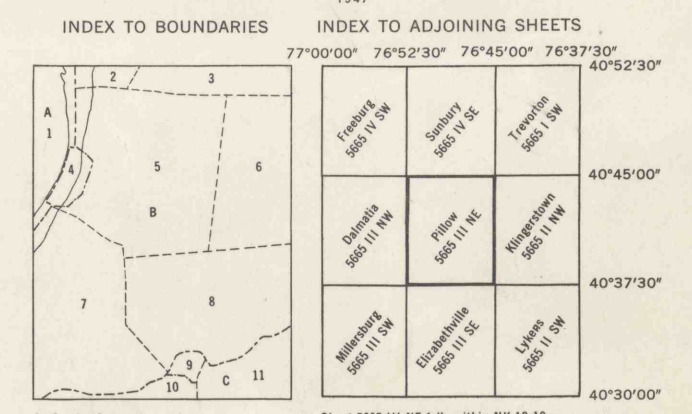 INDEX TO BOUNDARIES
INDEX TO ADJOINING SHEETS
77°00'00" 76°52'30" 76°45'00" 76°37'30"
40°52'30"
40°45'00"
40°37'30"
40°30'00"
A
1
2
3
4
5
6
B
7
8
9
10
C
11
Freeburg
5665 IV SW
Sunbury
5665 IV SE
Trevorton
5665 I SW
Dalmatia
5665 III NW
Pillow
5665 III NE
Klingerstown
5665 II NW
Millersburg
5665 III SW
Elizabethville
5665 III SE
Lykens
5665 II SW